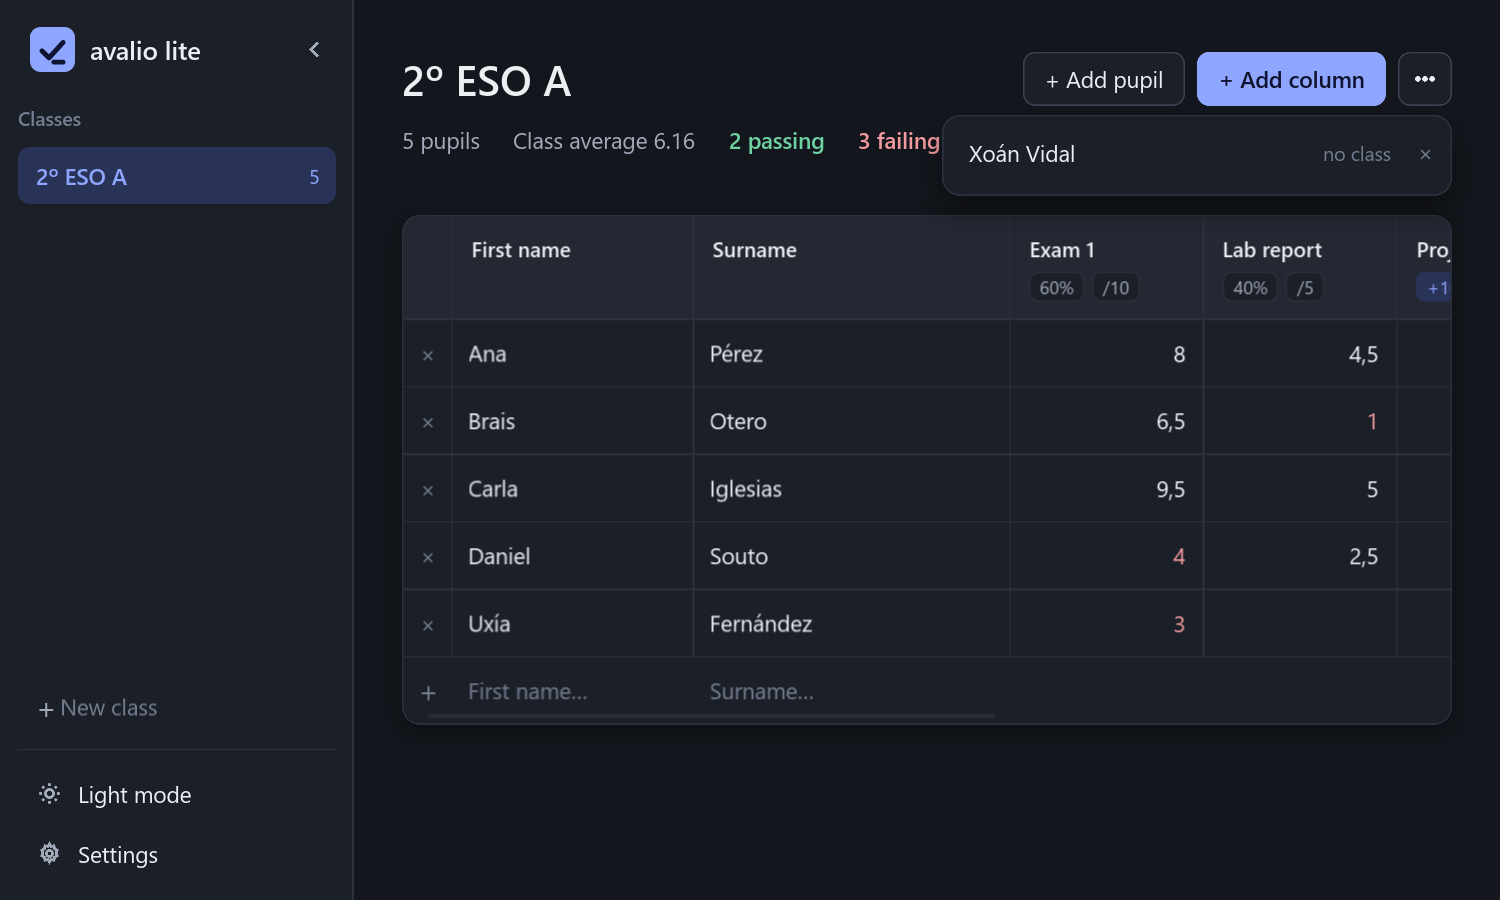 avalio lite
Classes
2º ESO A 5
+ New class
Light mode
Settings
2º ESO A
+ Add pupil
+ Add column
5 pupils Class average 6.16 2 passing 3 failing
Xoán Vidal no class ×
First name Surname Exam 1 Lab report
60% /10 40% /5
× Ana Pérez 8 4,5
× Brais Otero 6,5 1
× Carla Iglesias 9,5 5
× Daniel Souto 4 2,5
× Uxía Fernández 3
+ First name... Surname...